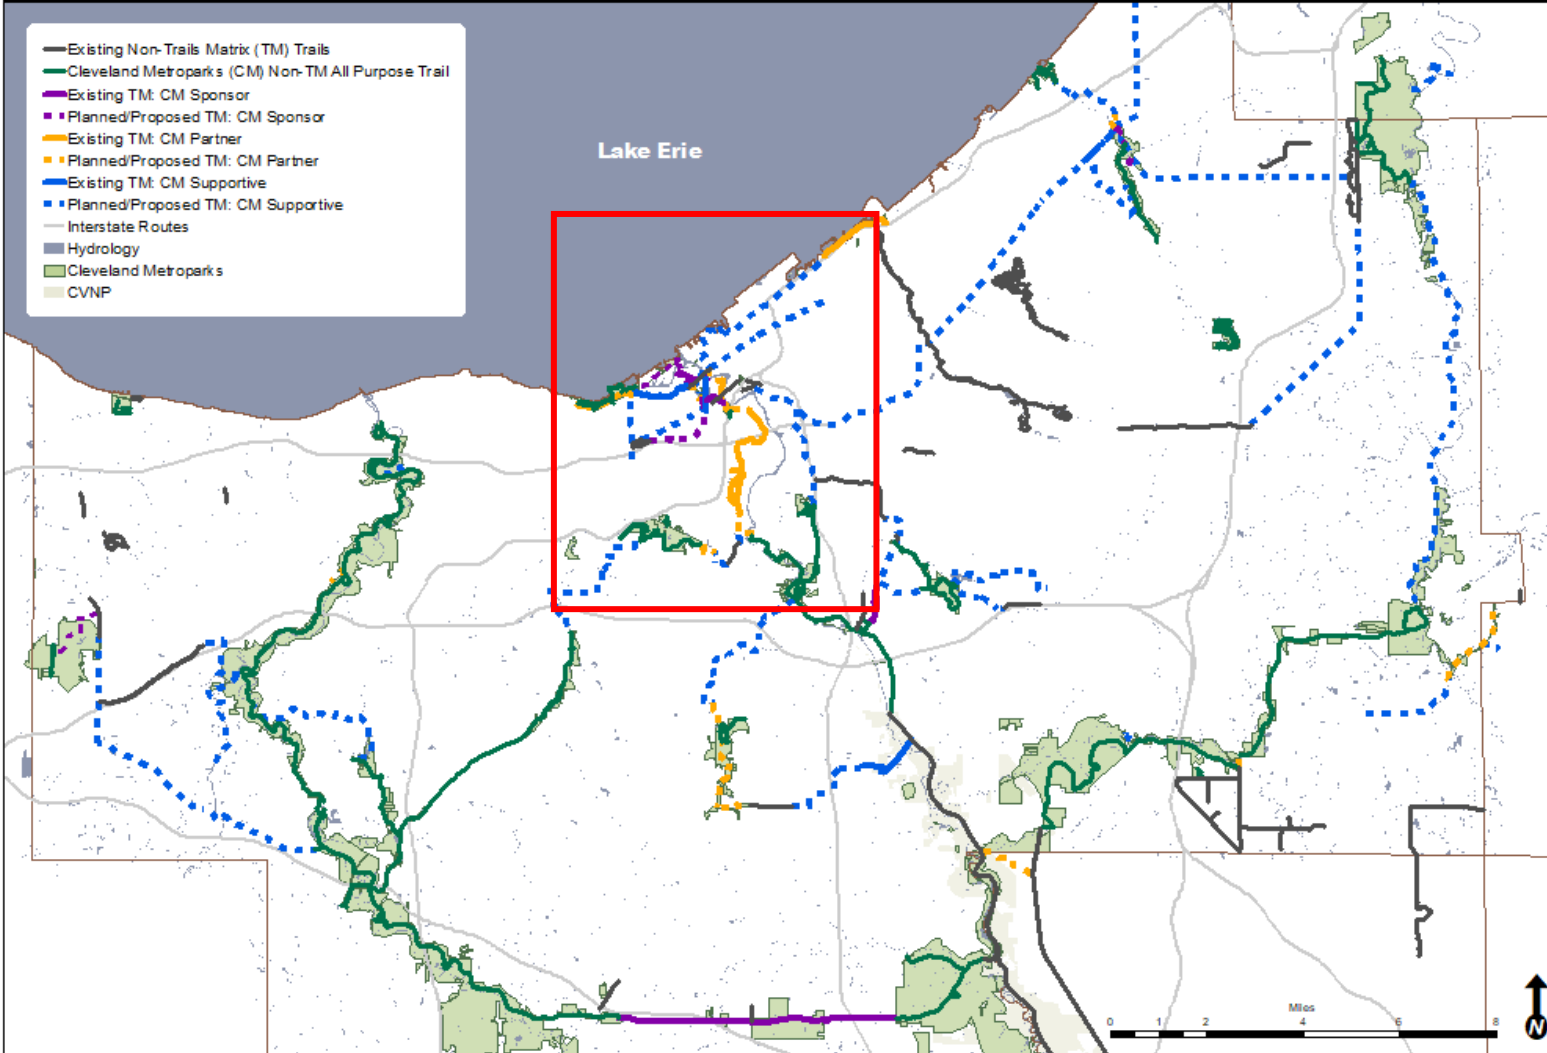 Existing Non-Trails Matrix (TM) Trails
Cleveland Metroparks (CM) Non-TM All Purpose Trail
Existing TM: CM Sponsor
Planned/Proposed TM: CM Sponsor
Existing TM: CM Partner
Planned/Proposed TM: CM Partner
Existing TM: CM Supportive
Planned/Proposed TM: CM Supportive
Interstate Routes
Hydrology
Cleveland Metroparks
CVNP
Lake Erie
Miles
0 1 2 4 6 8
N